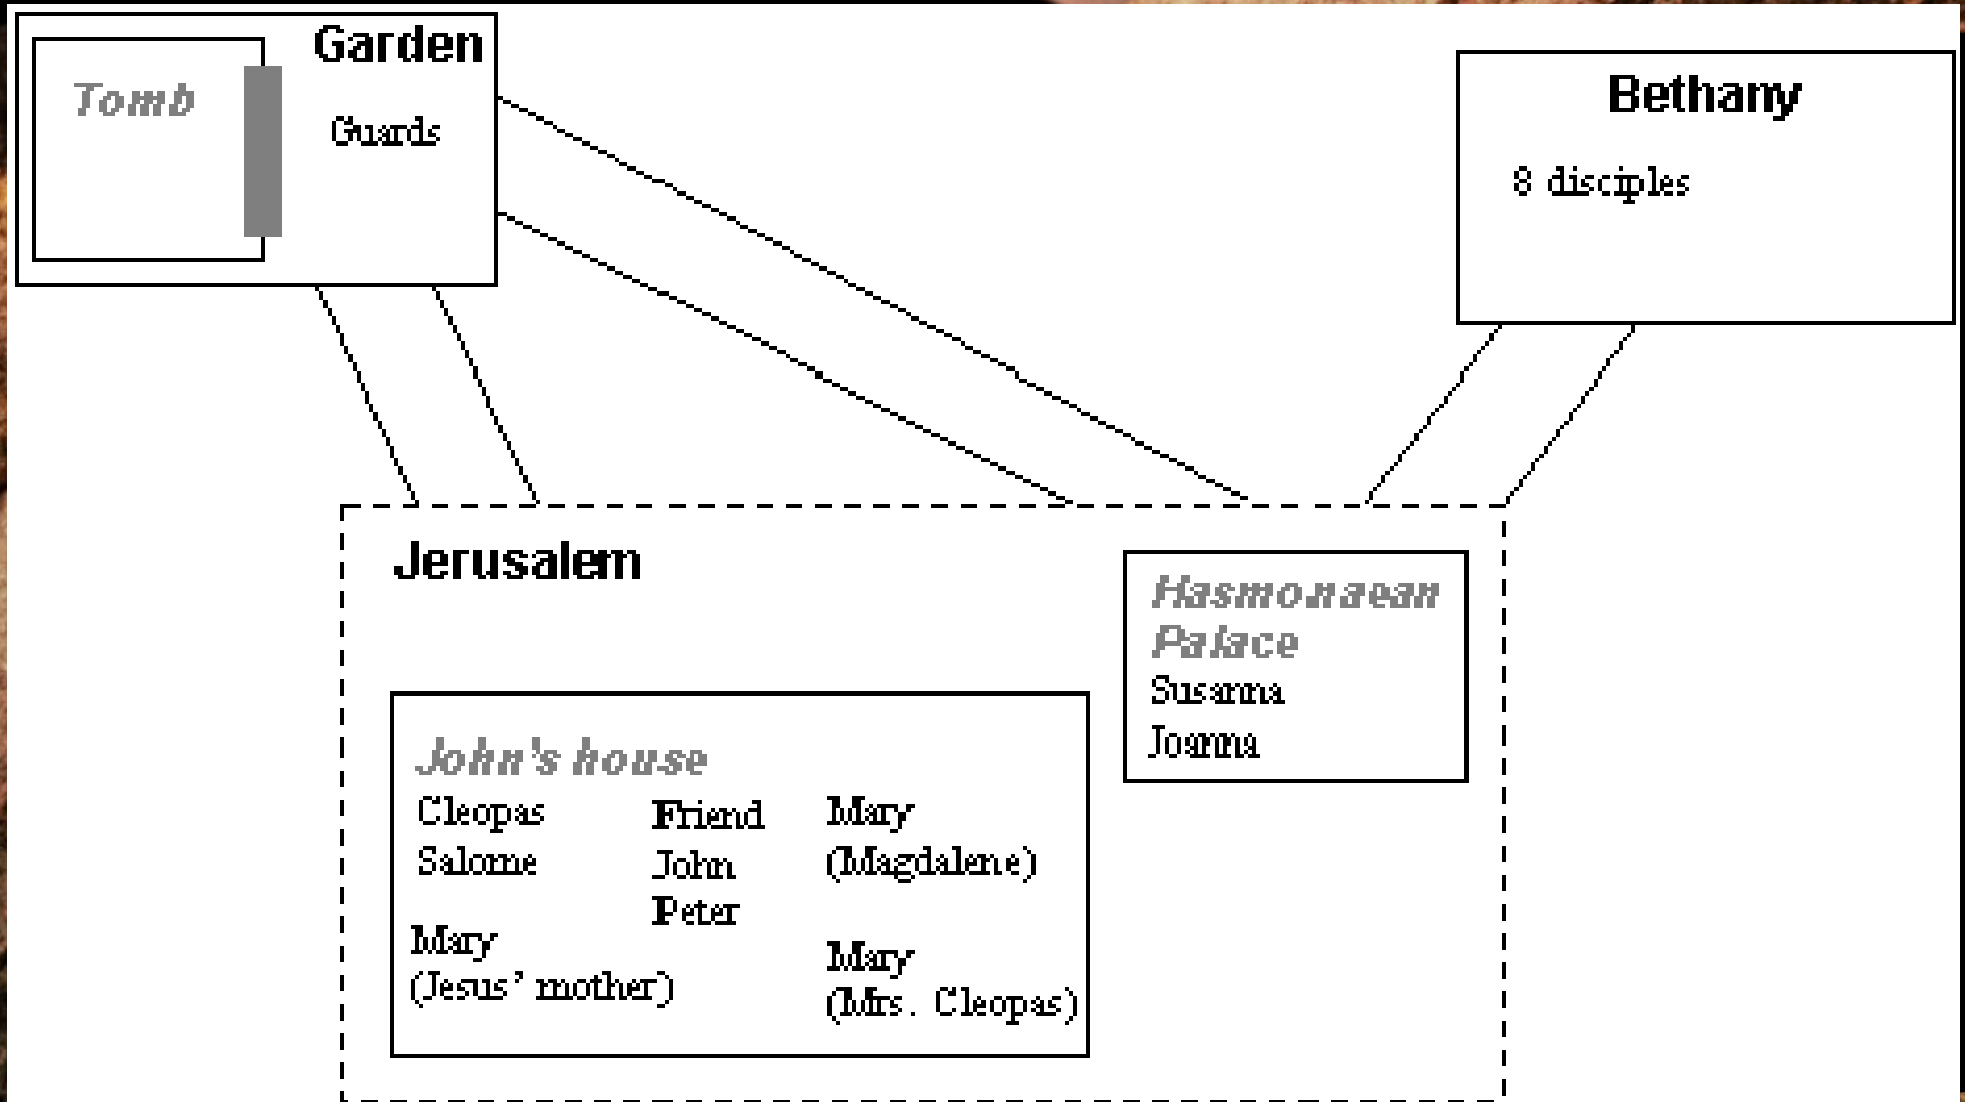 Garden
Tomb
Guards
Bethany
8 disciples
Jerusalem
Hasmonaean
Palace
Susanna
Joanna
John's house
Cleopas
Salome
Mary
(Jesus’ mother)
Friend
John
Peter
Mary
(Magdalene)
Mary
(Mrs. Cleopas)